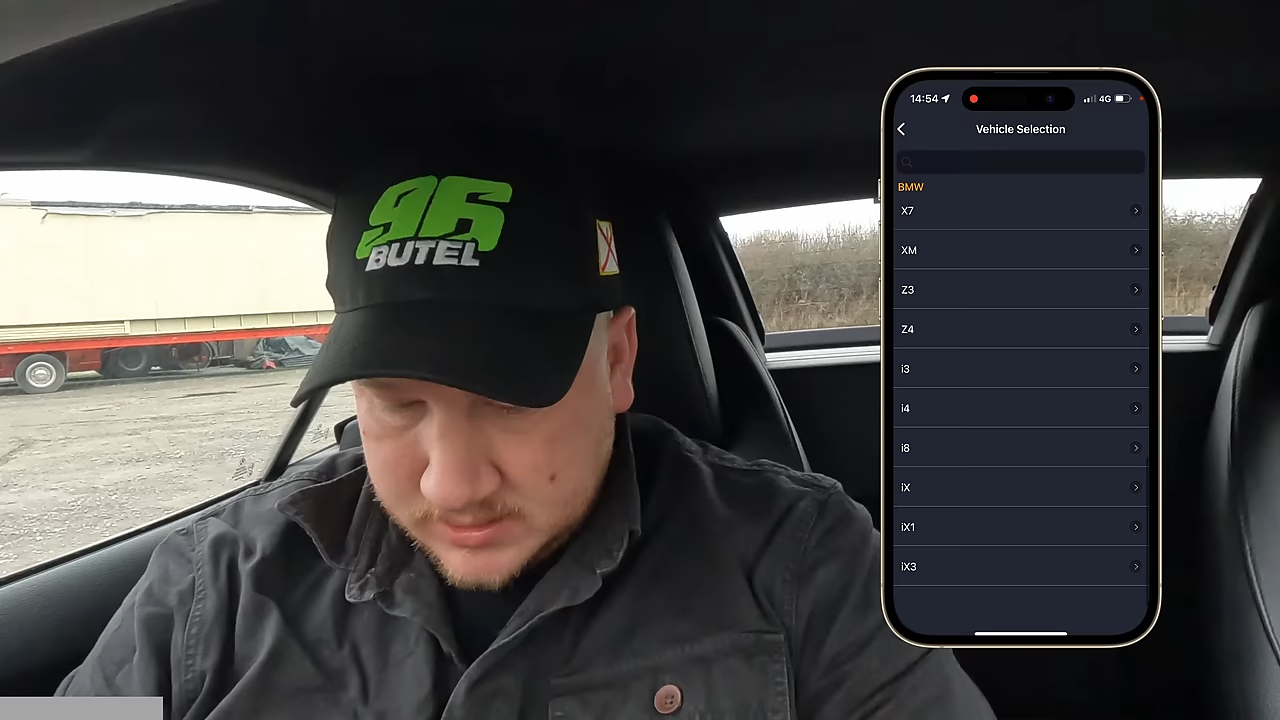 96
BUTEL
14:54
4G
Vehicle Selection
BMW
X7
XM
Z3
Z4
i3
i4
i8
iX
iX1
iX3